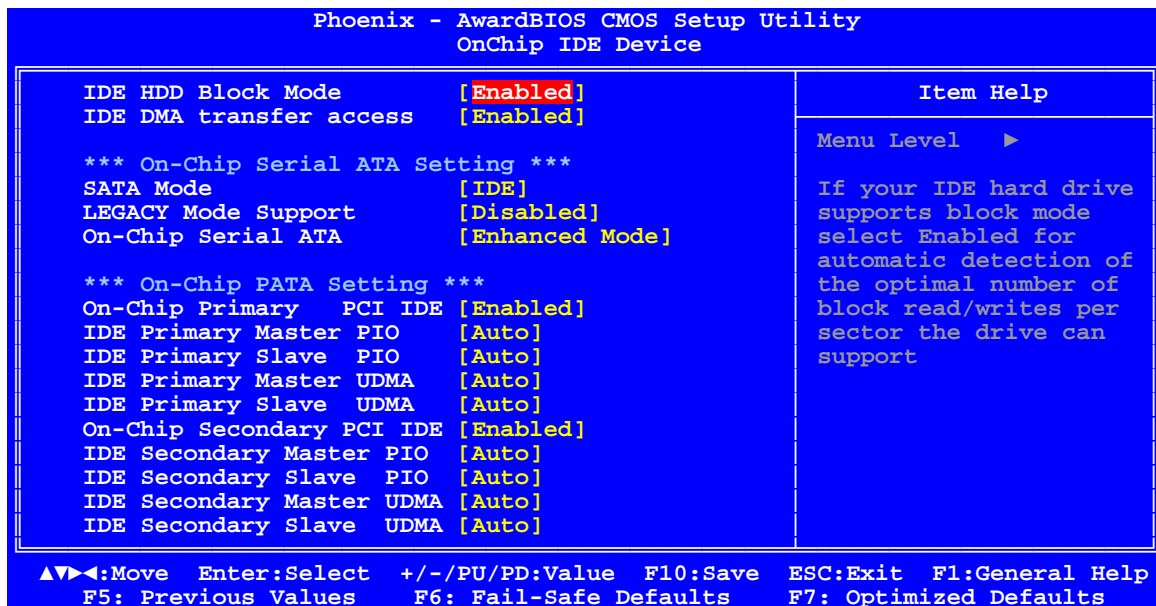 Phoenix - AwardBIOS CMOS Setup Utility
OnChip IDE Device
IDE HDD Block Mode [Enabled]
IDE DMA transfer access [Enabled]
*** On-Chip Serial ATA Setting ***
SATA Mode [IDE]
LEGACY Mode Support [Disabled]
On-Chip Serial ATA [Enhanced Mode]
*** On-Chip PATA Setting ***
On-Chip Primary PCI IDE [Enabled]
IDE Primary Master PIO [Auto]
IDE Primary Slave PIO [Auto]
IDE Primary Master UDMA [Auto]
IDE Primary Slave UDMA [Auto]
On-Chip Secondary PCI IDE [Enabled]
IDE Secondary Master PIO [Auto]
IDE Secondary Slave PIO [Auto]
IDE Secondary Master UDMA [Auto]
IDE Secondary Slave UDMA [Auto]
Item Help
Menu Level ►
If your IDE hard drive
supports block mode
select Enabled for
automatic detection of
the optimal number of
block read/writes per
sector the drive can
support
▲▼►◄:Move Enter:Select +/-/PU/PD:Value F10:Save ESC:Exit F1:General Help
F5: Previous Values F6: Fail-Safe Defaults F7: Optimized Defaults